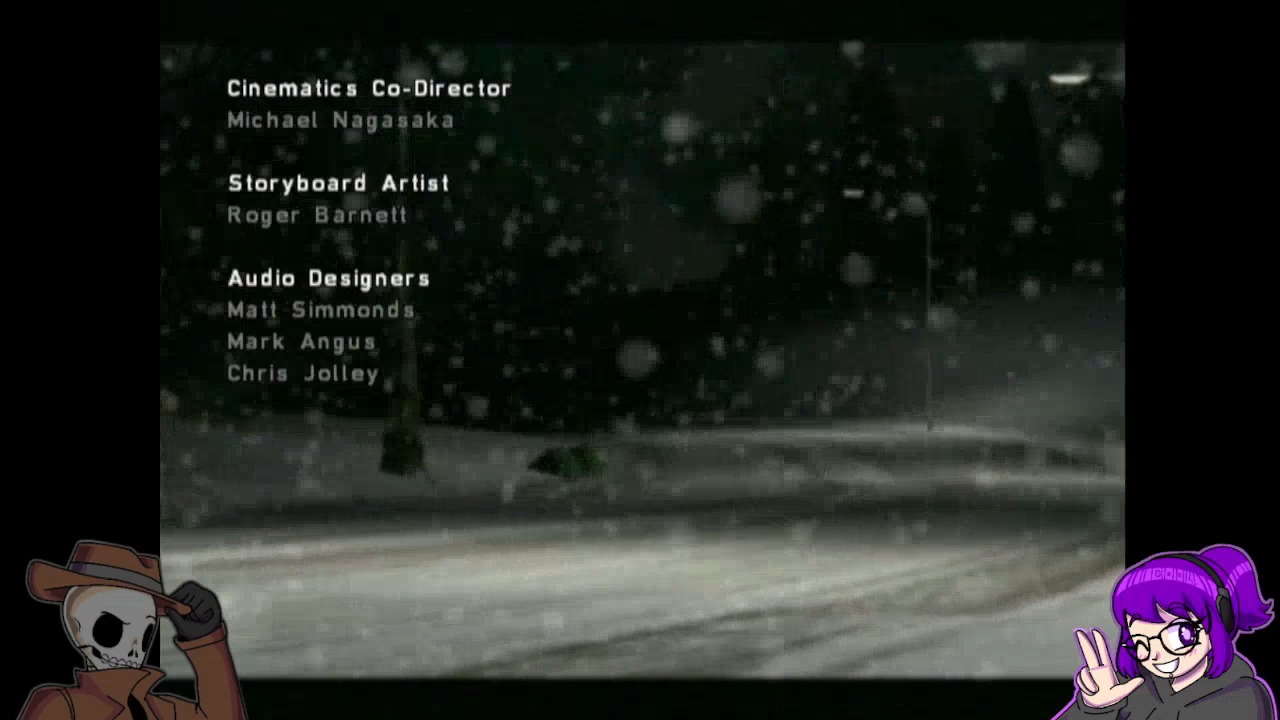 Cinematics Co-Director
Michael Nagasaka
Storyboard Artist
Roger Barnett
Audio Designers
Matt Simmonds
Mark Angus
Chris Jolley